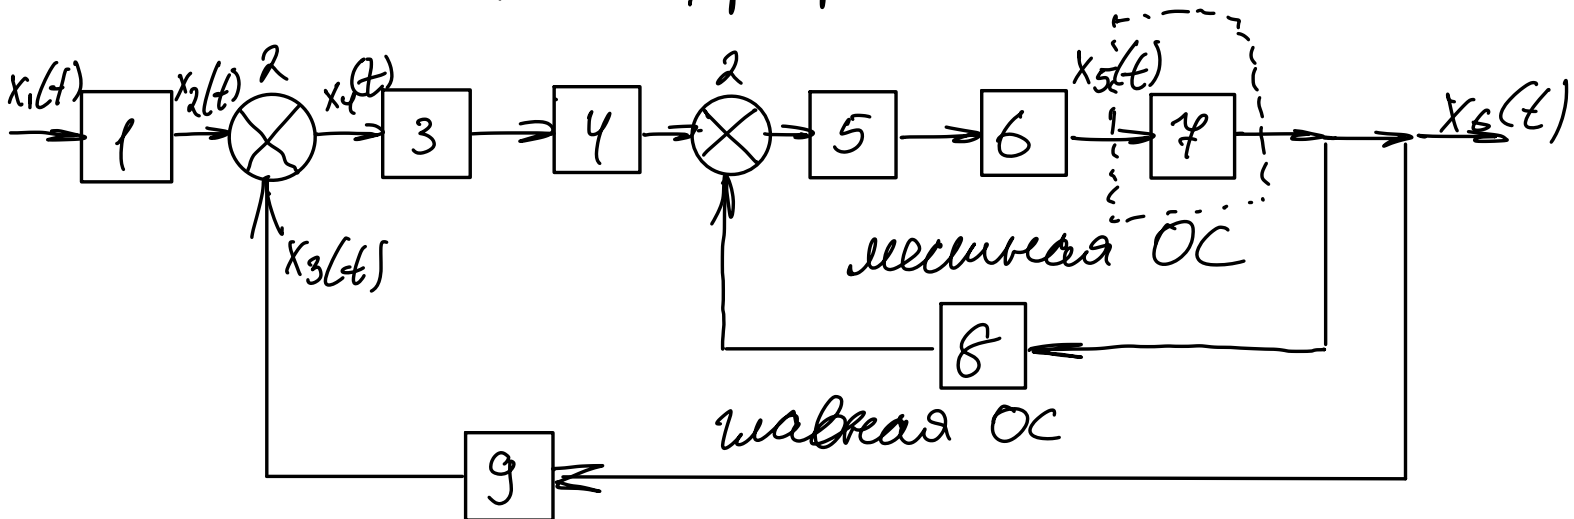 2
2
x₁(t)
x₂(t)
x₄(t)
x₅(t)
x₆(t)
1
3
4
5
6
7
x₃(t)
местная ОС
8
главная ОС
9